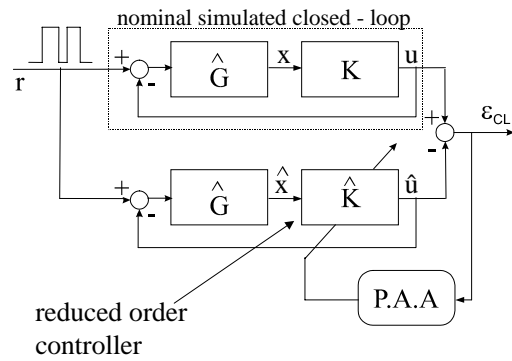 nominal simulated closed - loop
+
-
Ĝ
x
K
u
r
+
-
ε_CL
+
-
Ĝ
x̂
K̂
û
reduced order
controller
P.A.A